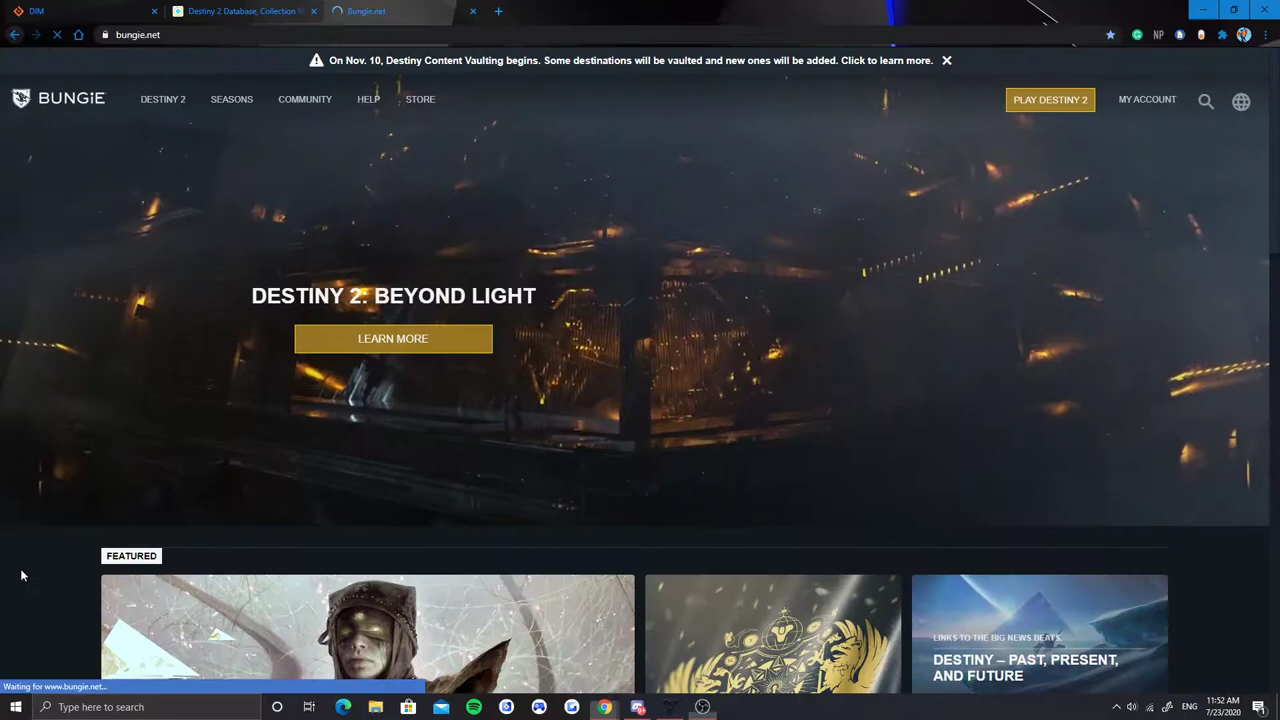 DIM
Destiny 2 Database, Collection M
Bungie.net
bungie.net
NP
On Nov. 10, Destiny Content Vaulting begins. Some destinations will be vaulted and new ones will be added. Click to learn more.
BUNGiE
DESTINY 2
SEASONS
COMMUNITY
HELP
STORE
PLAY DESTINY 2
MY ACCOUNT
DESTINY 2: BEYOND LIGHT
LEARN MORE
FEATURED
LINKS TO THE BIG NEWS BEATS.
DESTINY – PAST, PRESENT,
AND FUTURE
Waiting for www.bungie.net...
Type here to search
ENG
11:52 AM
7/23/2020